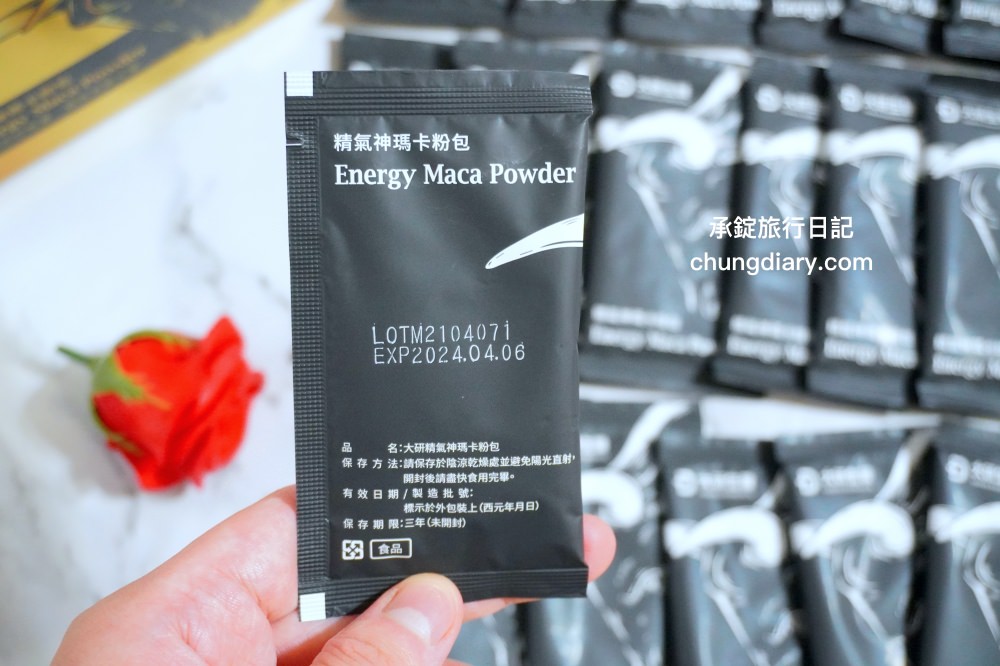 精氣神瑪卡粉包
Energy Maca Powder
承錠旅行日記
chungdiary.com
LOTM2104071
EXP2024.04.06
品名:大研精氣神瑪卡粉包
保存方法:請保存於陰涼乾燥處並避免陽光直射,
開封後請盡快食用完畢。
有效日期/製造批號:
標示於外包裝上(西元年月日)
保存期限:三年(未開封)
食品